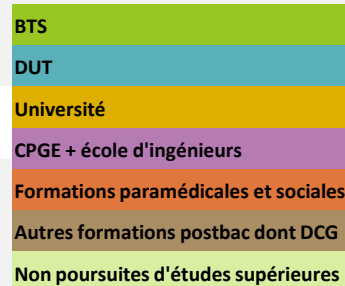 BTS
DUT
Université
CPGE + école d'ingénieurs
Formations paramédicales et sociales
Autres formations postbac dont DCG
Non poursuites d'études supérieures